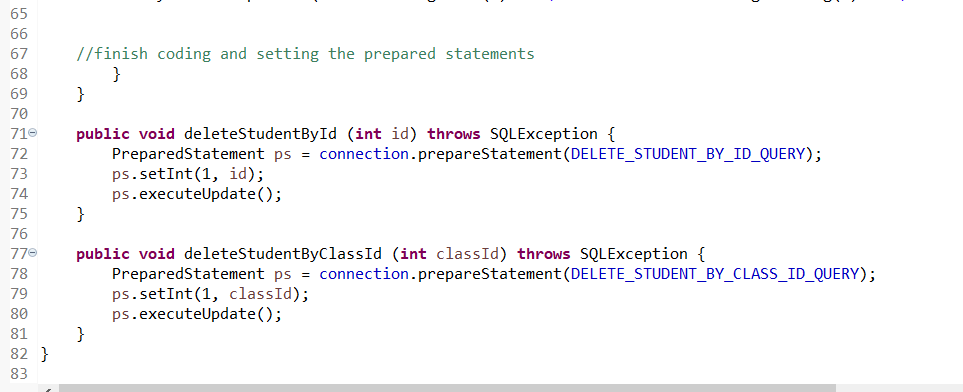 65
66
67 //finish coding and setting the prepared statements
68 }
69 }
70
71 public void deleteStudentById (int id) throws SQLException {
72 PreparedStatement ps = connection.prepareStatement(DELETE_STUDENT_BY_ID_QUERY);
73 ps.setInt(1, id);
74 ps.executeUpdate();
75 }
76
77 public void deleteStudentByClassId (int classId) throws SQLException {
78 PreparedStatement ps = connection.prepareStatement(DELETE_STUDENT_BY_CLASS_ID_QUERY);
79 ps.setInt(1, classId);
80 ps.executeUpdate();
81 }
82 }
83